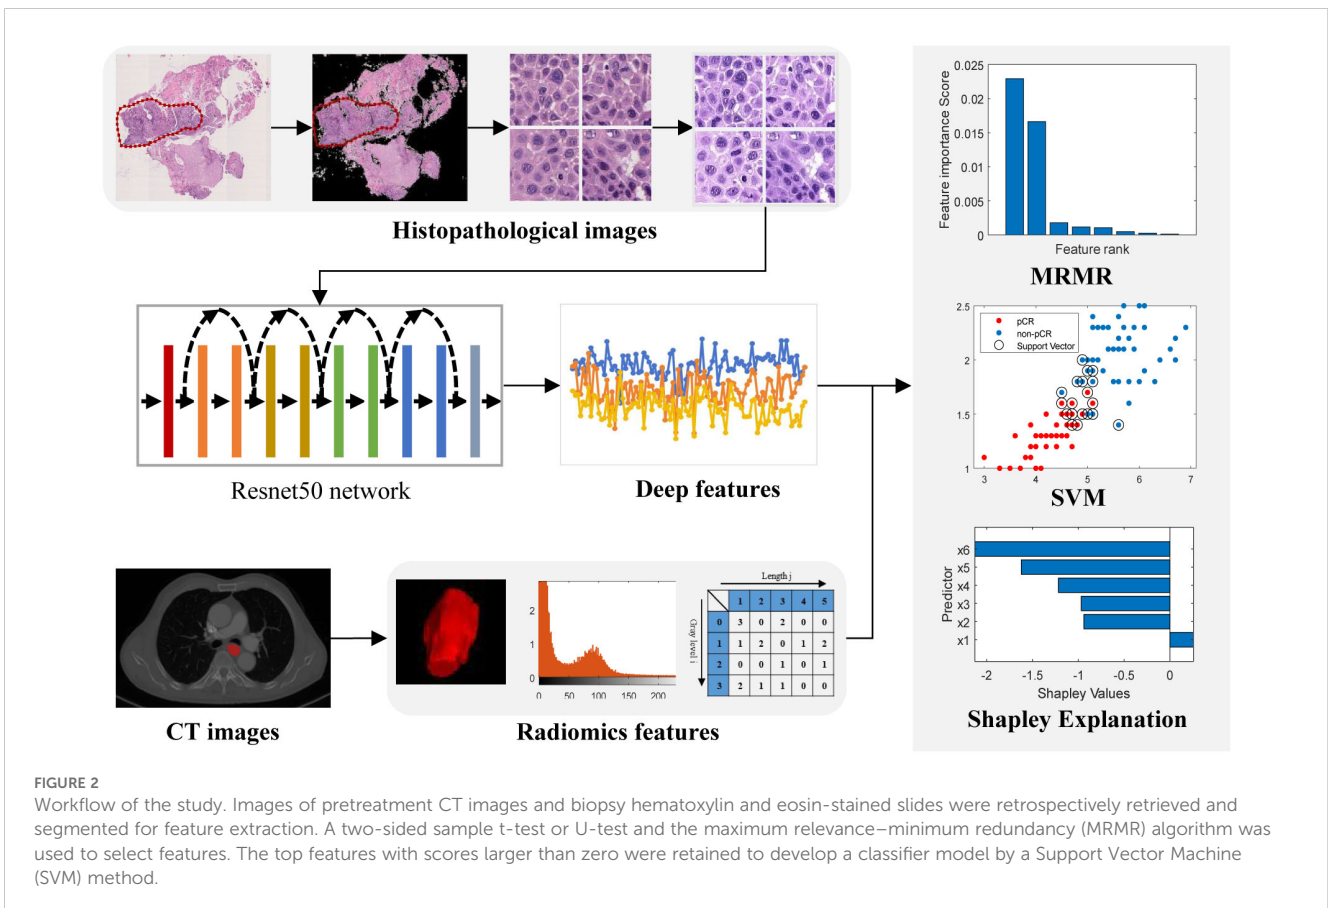 Histopathological images
Resnet50 network
Deep features
CT images
2
1
0
0 50 100 150 200
Radiomics features
Length j
Gray level i
1 2 3 4 5
0 3 0 2 0 0
1 1 2 0 1 2
2 0 0 1 0 1
3 2 1 1 0 0
Feature importance Score
0.025
0.02
0.015
0.01
0.005
0
Feature rank
MRMR
2.5
2
1.5
1
pCR
non-pCR
Support Vector
3 4 5 6 7
SVM
Predictor
x6
x5
x4
x3
x2
x1
-2 -1.5 -1 -0.5 0
Shapley Values
Shapley Explanation
FIGURE 2
Workflow of the study. Images of pretreatment CT images and biopsy hematoxylin and eosin-stained slides were retrospectively retrieved and
segmented for feature extraction. A two-sided sample t-test or U-test and the maximum relevance–minimum redundancy (MRMR) algorithm was
used to select features. The top features with scores larger than zero were retained to develop a classifier model by a Support Vector Machine
(SVM) method.